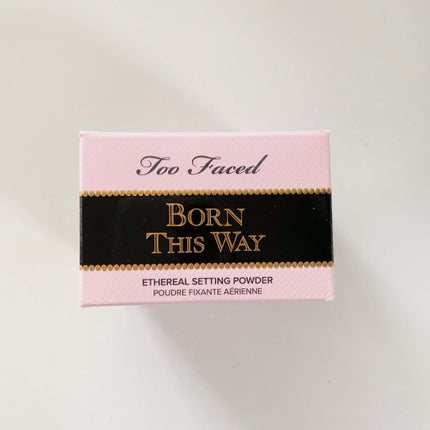 Too Faced
BORN
THIS WAY
ETHEREAL SETTING POWDER
POUDRE FIXANTE AÉRIENNE